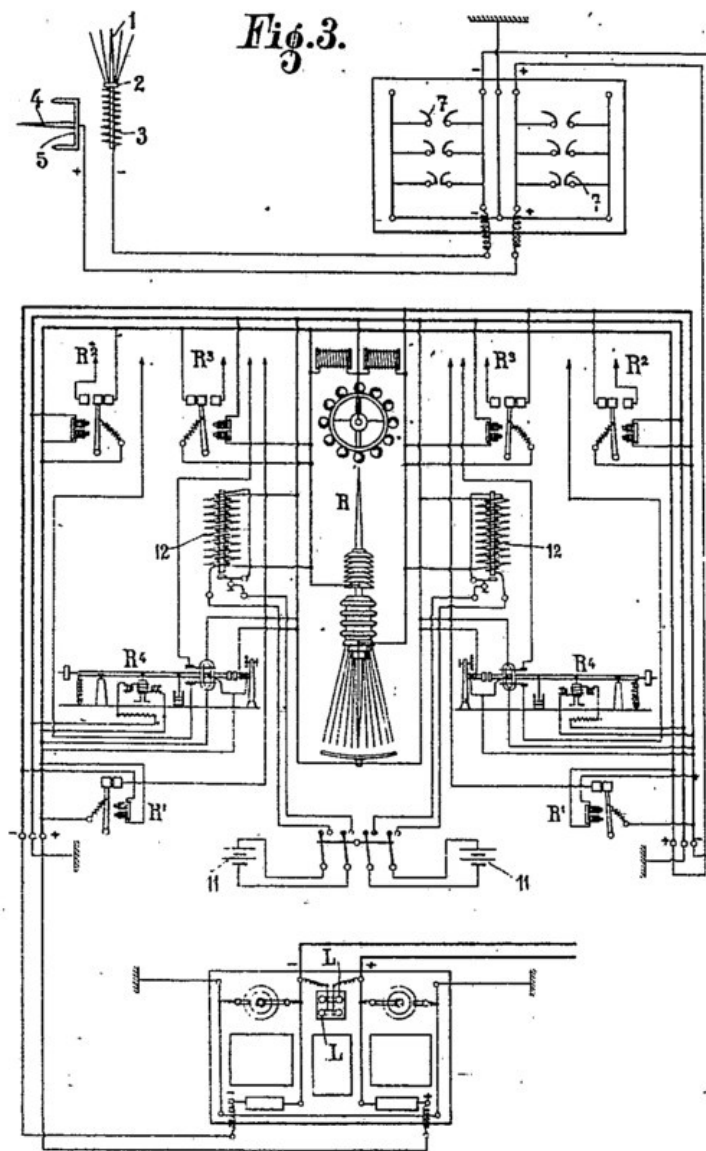 Fig.3.
1
2
3
4
5
+ -
- +
7
7
- +
R² R³ R³ R²
R
12 12
R⁴ R⁴
R¹ R¹
- + + -
11 11
- L +
L
- +